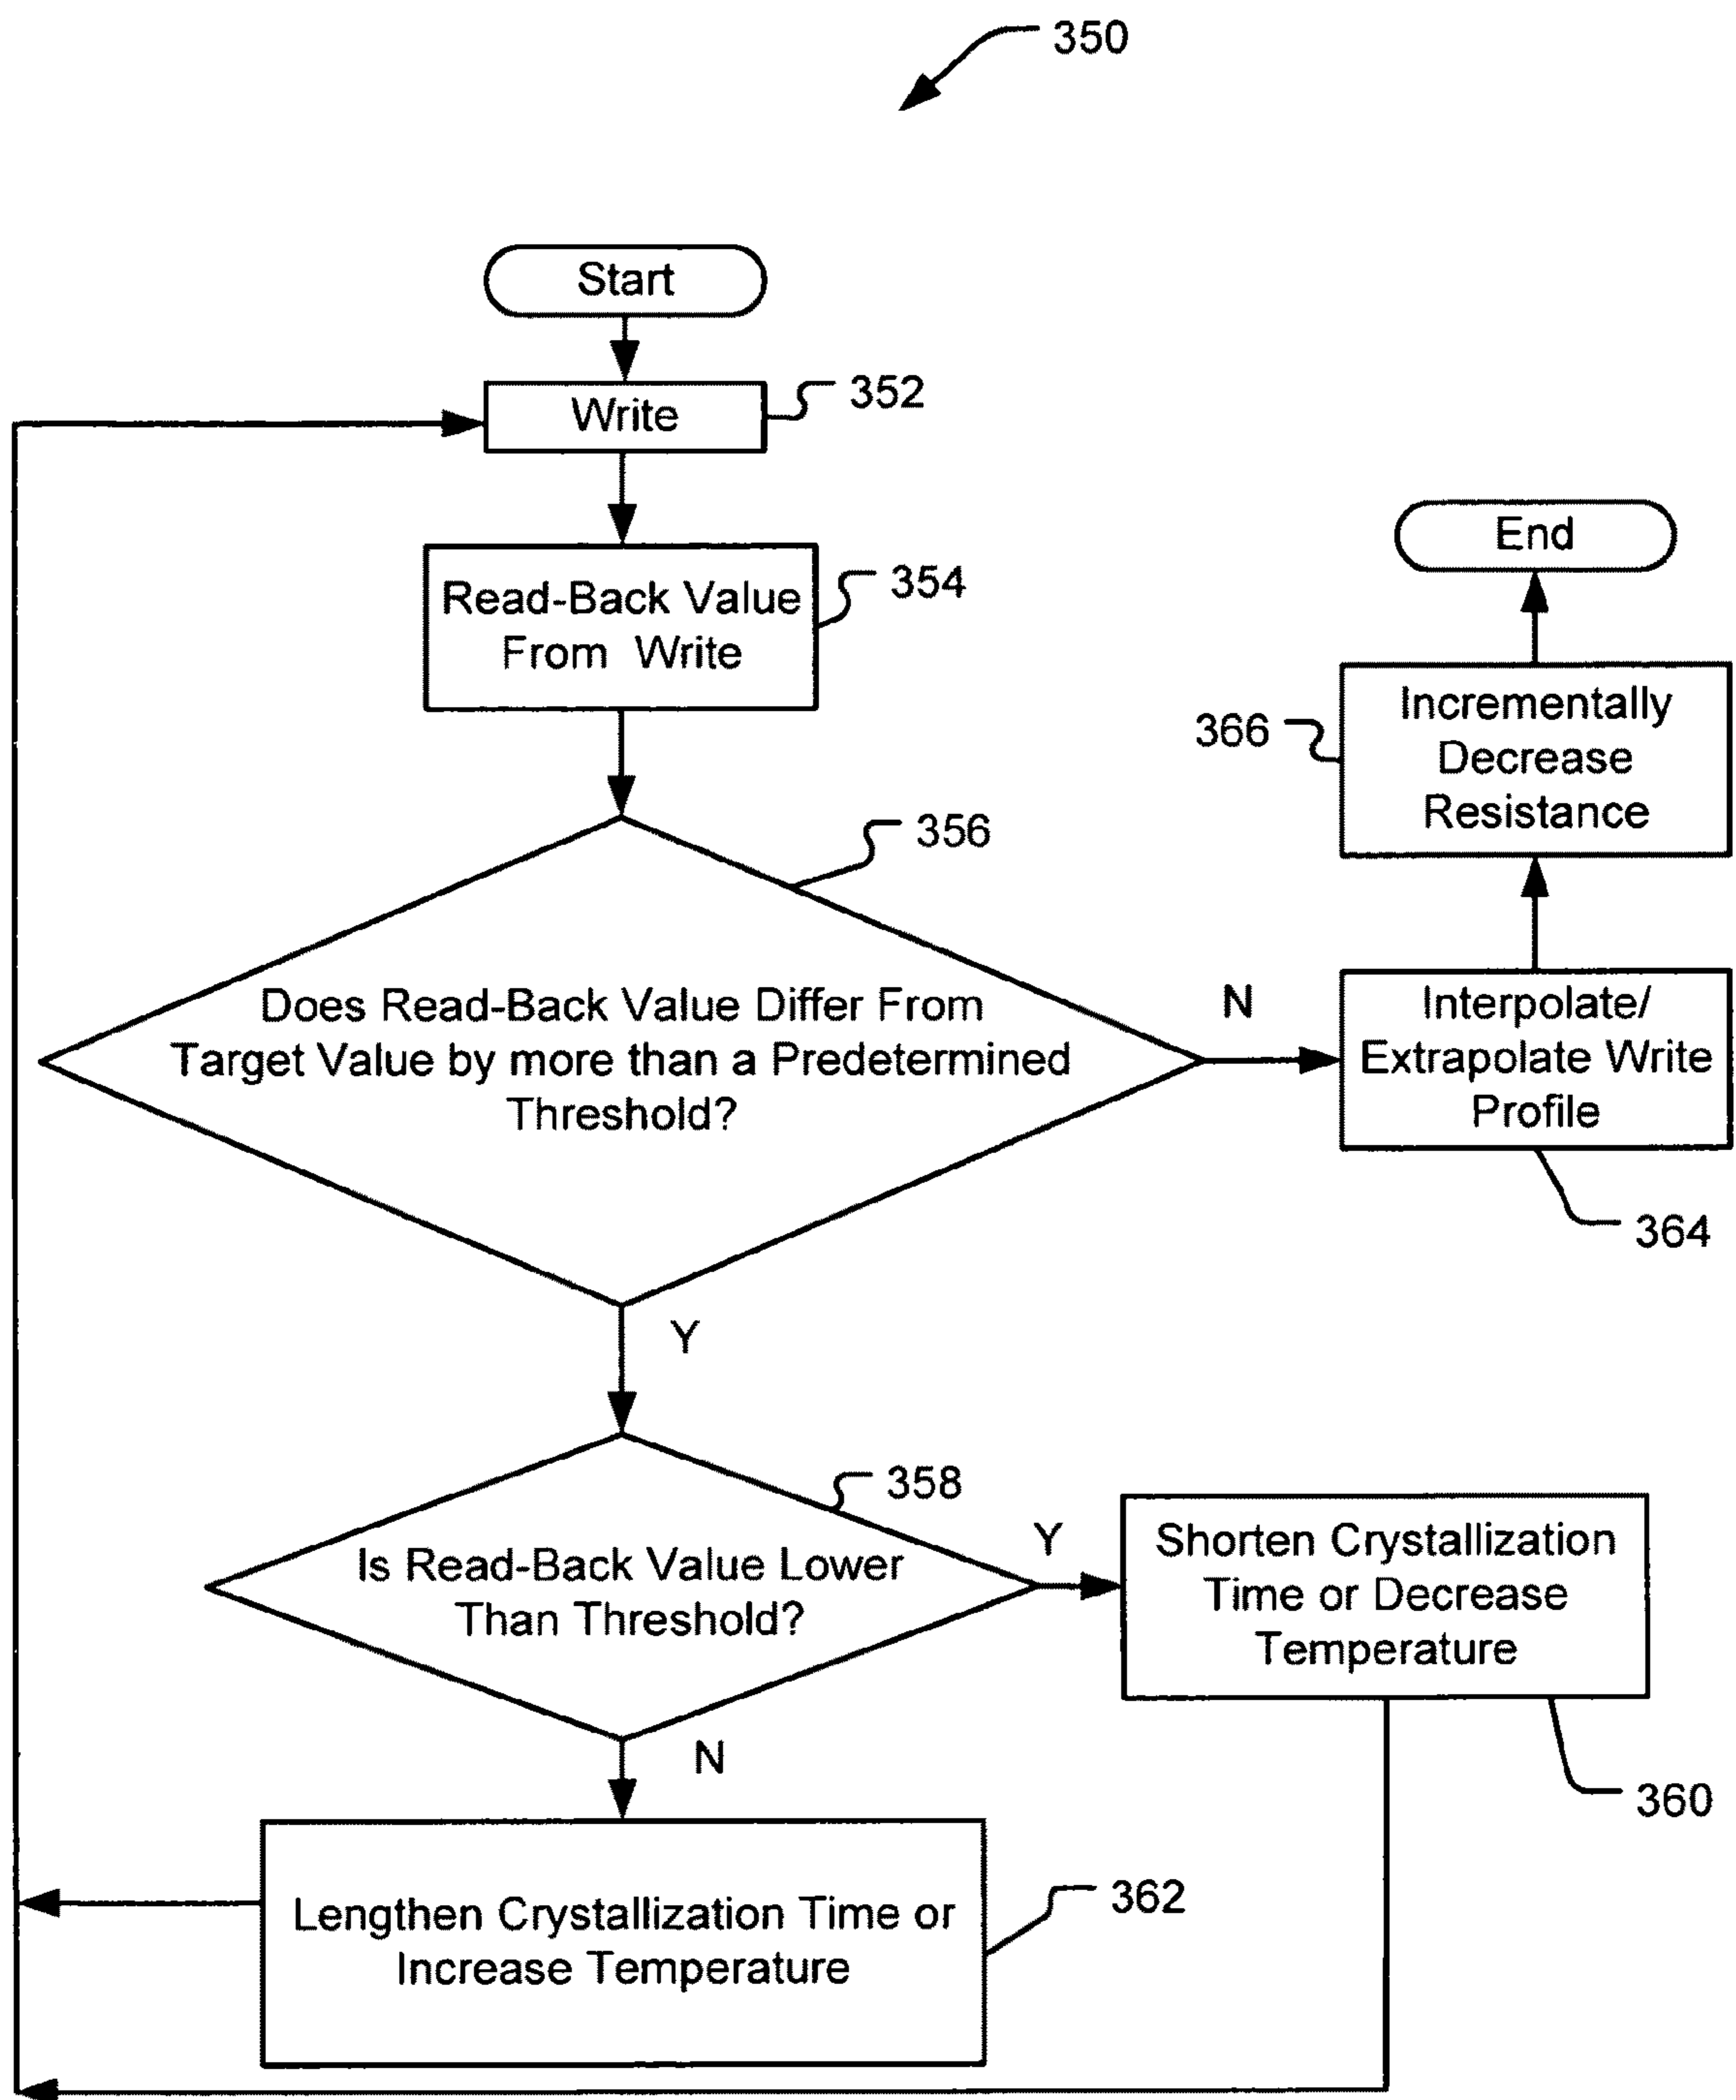 350
Start
Write
352
Read-Back Value
From Write
354
End
Incrementally
Decrease
Resistance
366
356
Does Read-Back Value Differ From
Target Value by more than a Predetermined
Threshold?
N
Interpolate/
Extrapolate Write
Profile
364
Y
358
Is Read-Back Value Lower
Than Threshold?
Y
Shorten Crystallization
Time or Decrease
Temperature
360
N
Lengthen Crystallization Time or
Increase Temperature
362